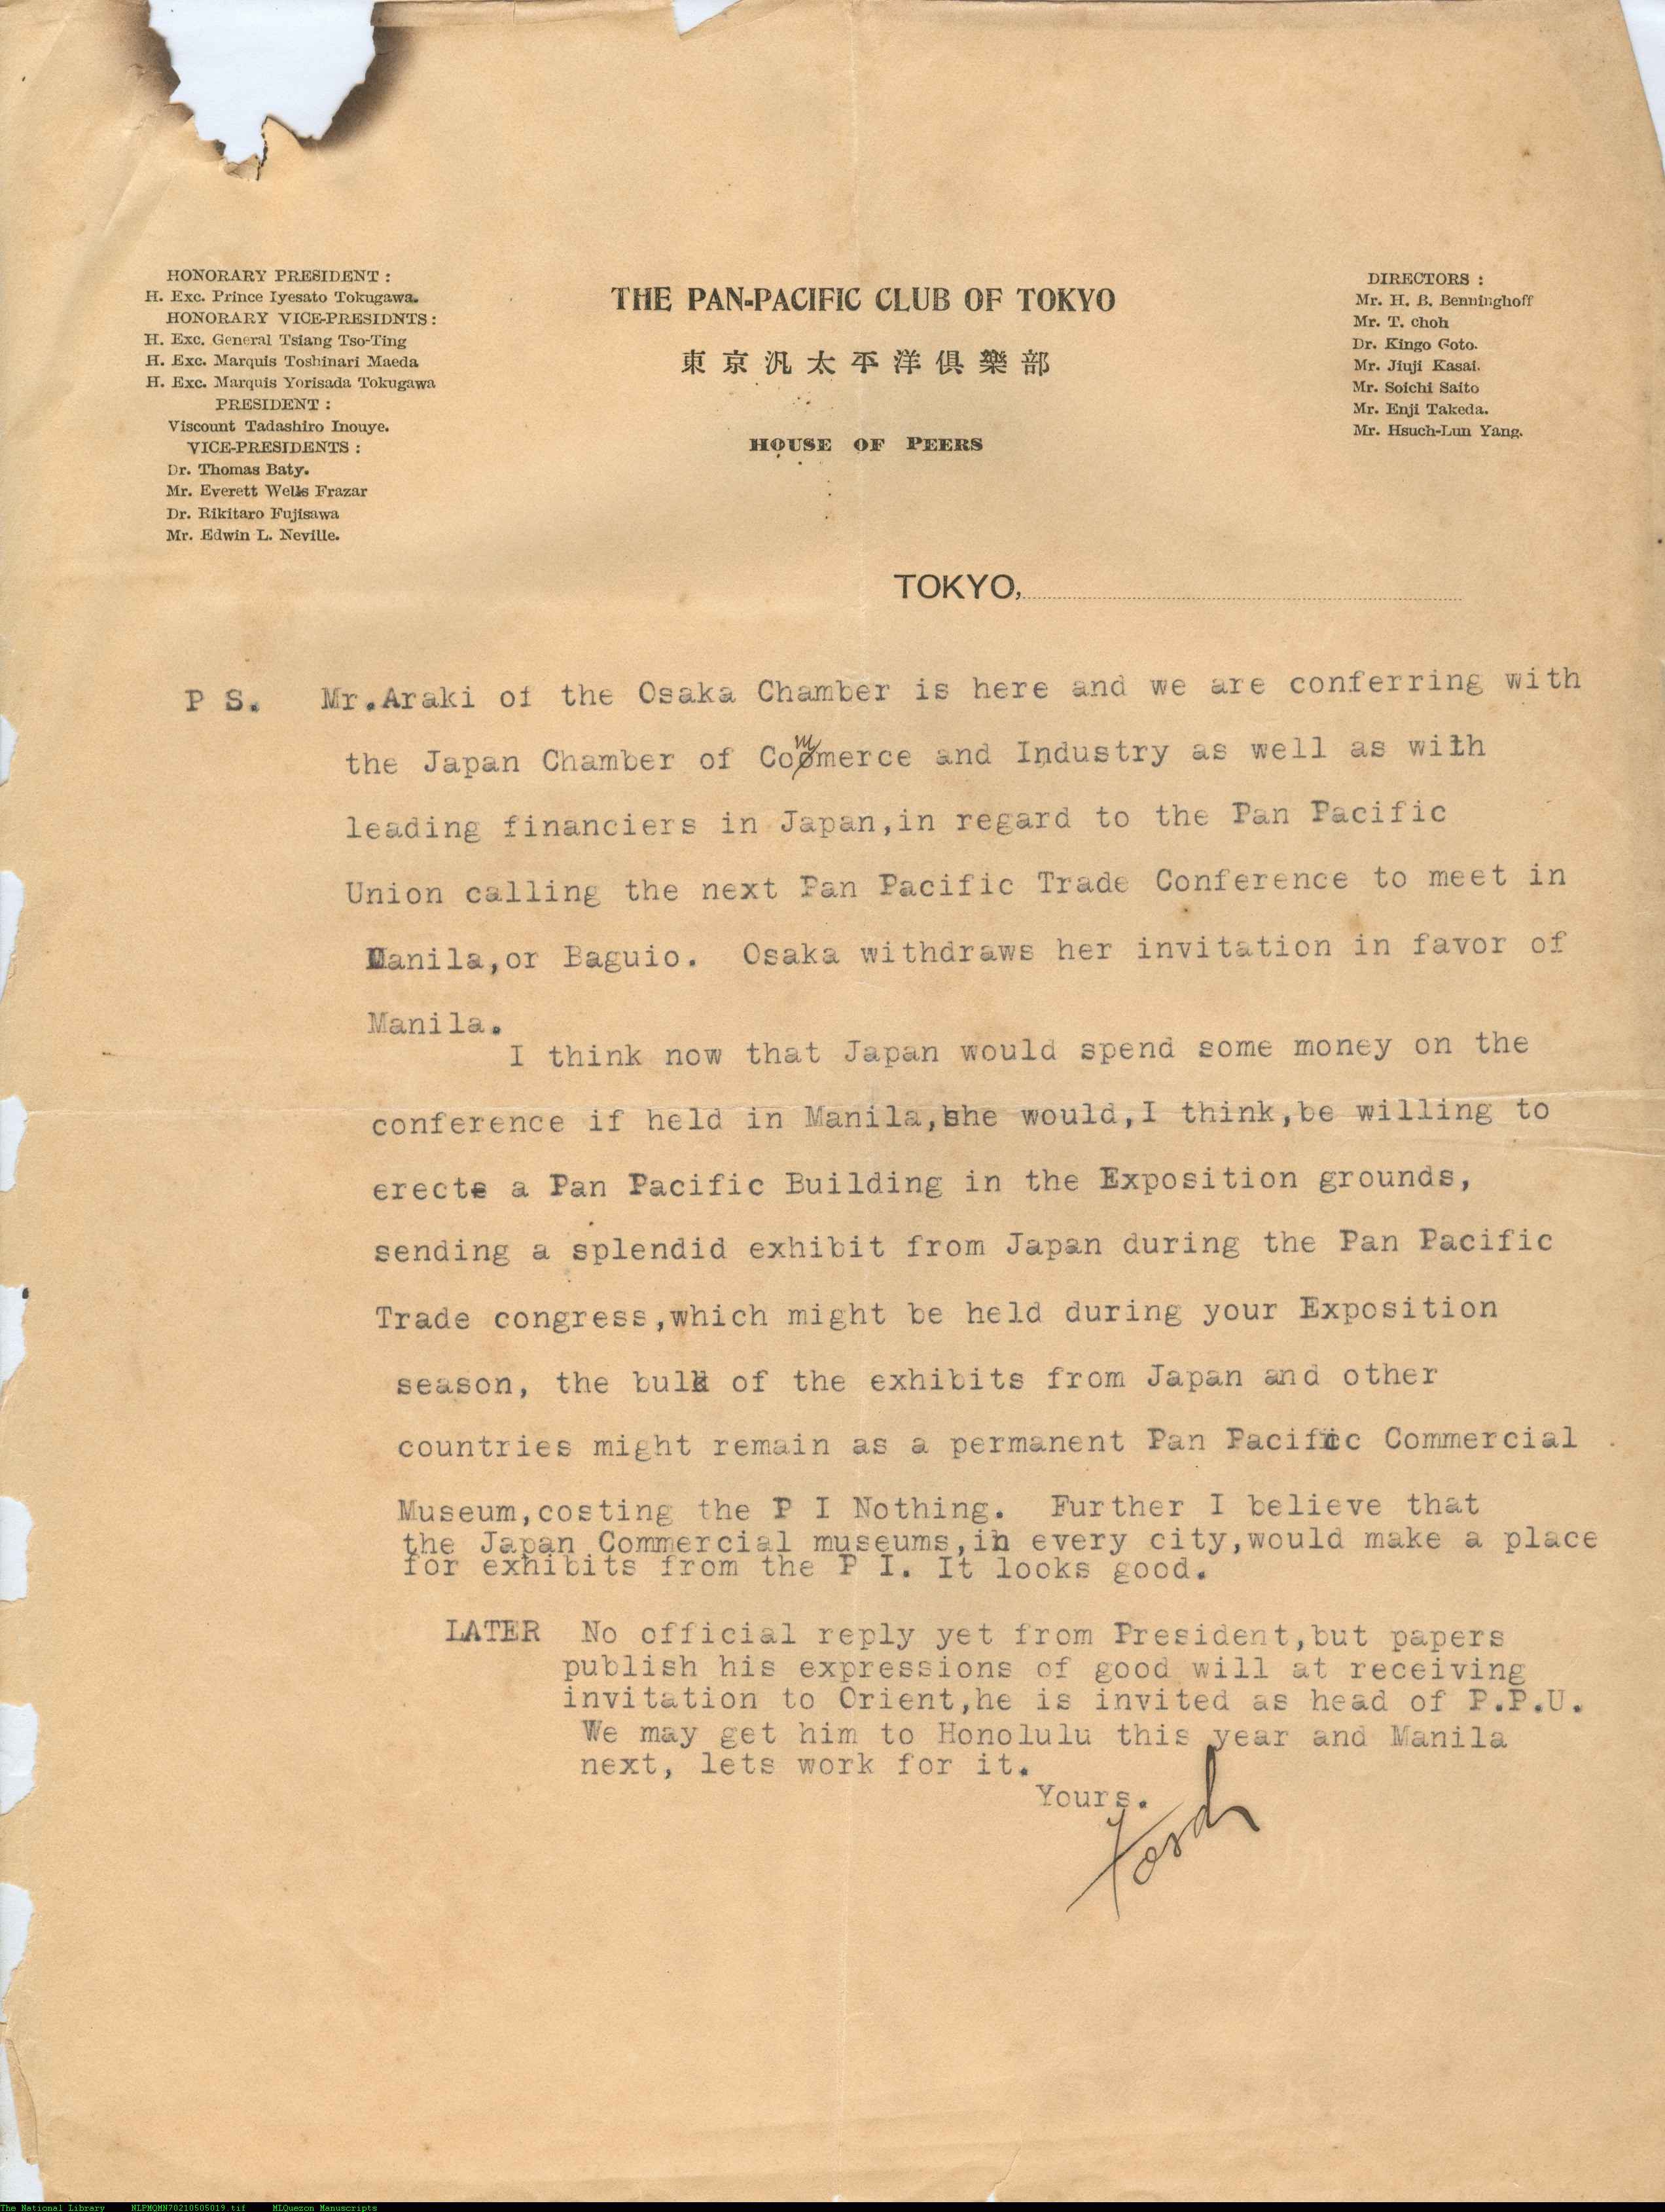 HONORARY PRESIDENT :
H. Exc. Prince Iyesato Tokugawa.
HONORARY VICE-PRESIDNTS :
H. Exc. General Tsiang Tso-Ting
H. Exc. Marquis Toshinari Maeda
H. Exc. Marquis Yorisada Tokugawa
PRESIDENT :
Viscount Tadashiro Inouye.
VICE-PRESIDENTS :
Dr. Thomas Baty.
Mr. Everett Wells Frazar
Dr. Rikitaro Fujisawa
Mr. Edwin L. Neville.
THE PAN-PACIFIC CLUB OF TOKYO
東京汎太平洋倶樂部
HOUSE OF PEERS
DIRECTORS :
Mr. H. B. Benninghoff
Mr. T. choh
Dr. Kingo Goto.
Mr. Jiuji Kasai.
Mr. Soichi Saito
Mr. Enji Takeda.
Mr. Hsuch-Lun Yang.
TOKYO,
P S. Mr.Araki of the Osaka Chamber is here and we are conferring with
the Japan Chamber of Commerce and Industry as well as with
leading financiers in Japan,in regard to the Pan Pacific
Union calling the next Pan Pacific Trade Conference to meet in
Manila,or Baguio. Osaka withdraws her invitation in favor of
Manila.
I think now that Japan would spend some money on the
conference if held in Manila,she would,I think,be willing to
erecte a Pan Pacific Building in the Exposition grounds,
sending a splendid exhibit from Japan during the Pan Pacific
Trade congress,which might be held during your Exposition
season, the bulk of the exhibits from Japan and other
countries might remain as a permanent Pan Pacific Commercial
Museum,costing the P I Nothing. Further I believe that
the Japan Commercial museums,in every city,would make a place
for exhibits from the P I. It looks good.
LATER No official reply yet from President,but papers
publish his expressions of good will at receiving
invitation to Orient,he is invited as head of P.P.U.
We may get him to Honolulu this year and Manila
next, lets work for it.
Yours.
Ford
The National Library NLPMQMN70210505019.tif MLQuezon Manuscripts